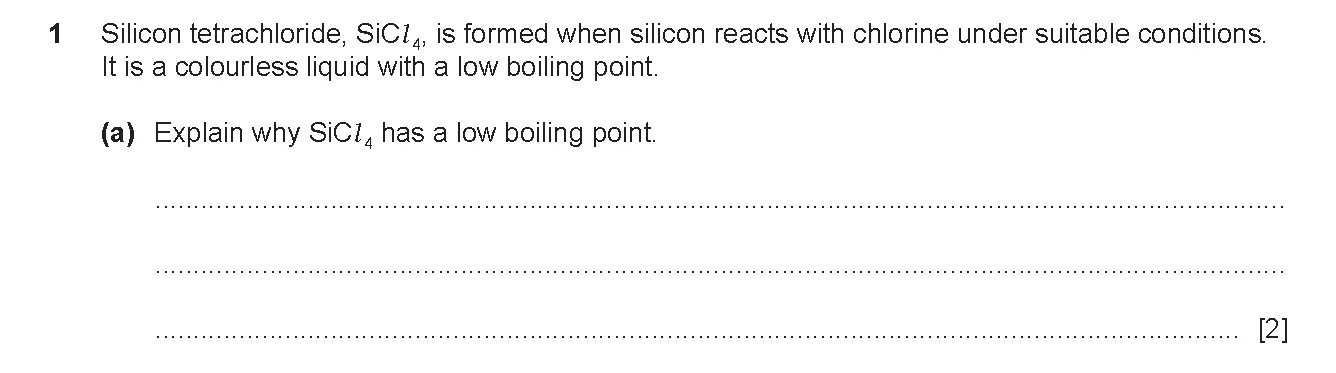 1 Silicon tetrachloride, SiCl4, is formed when silicon reacts with chlorine under suitable conditions.
It is a colourless liquid with a low boiling point.
(a) Explain why SiCl4 has a low boiling point.
..........................................................................................................................................................
..........................................................................................................................................................
.................................................................................................................................................... [2]